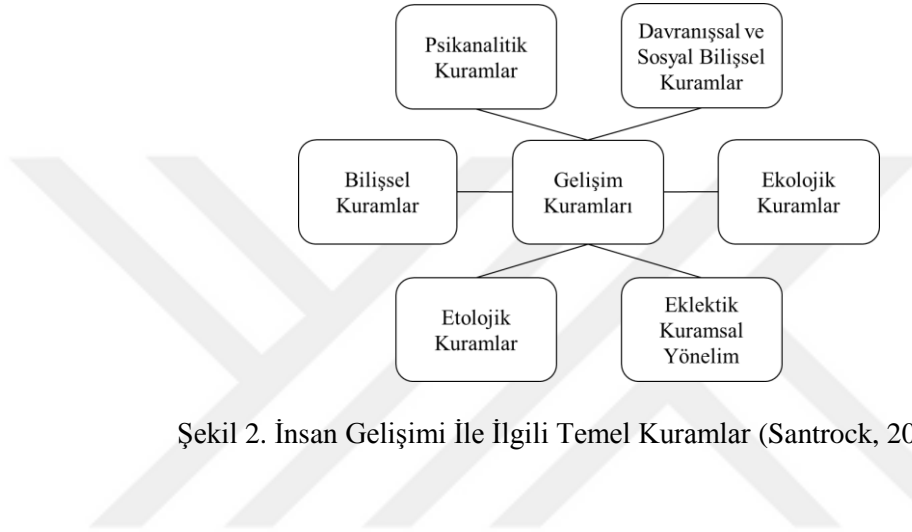 Psikanalitik
Kuramlar
Davranışsal ve
Sosyal Bilişsel
Kuramlar
Bilişsel
Kuramlar
Gelişim
Kuramları
Ekolojik
Kuramlar
Etolojik
Kuramlar
Eklektik
Kuramsal
Yönelim
Şekil 2. İnsan Gelişimi İle İlgili Temel Kuramlar (Santrock, 20